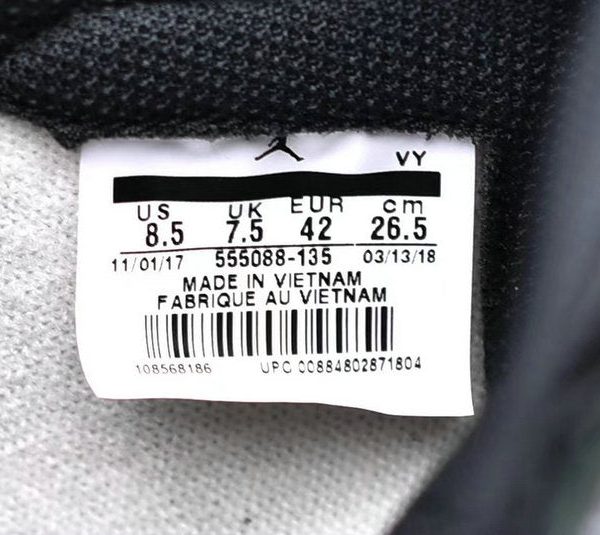 VY
US UK EUR cm
8.5 7.5 42 26.5
11/01/17 555088-135 03/13/18
MADE IN VIETNAM
FABRIQUE AU VIETNAM
108568186 UPC 00884802871804